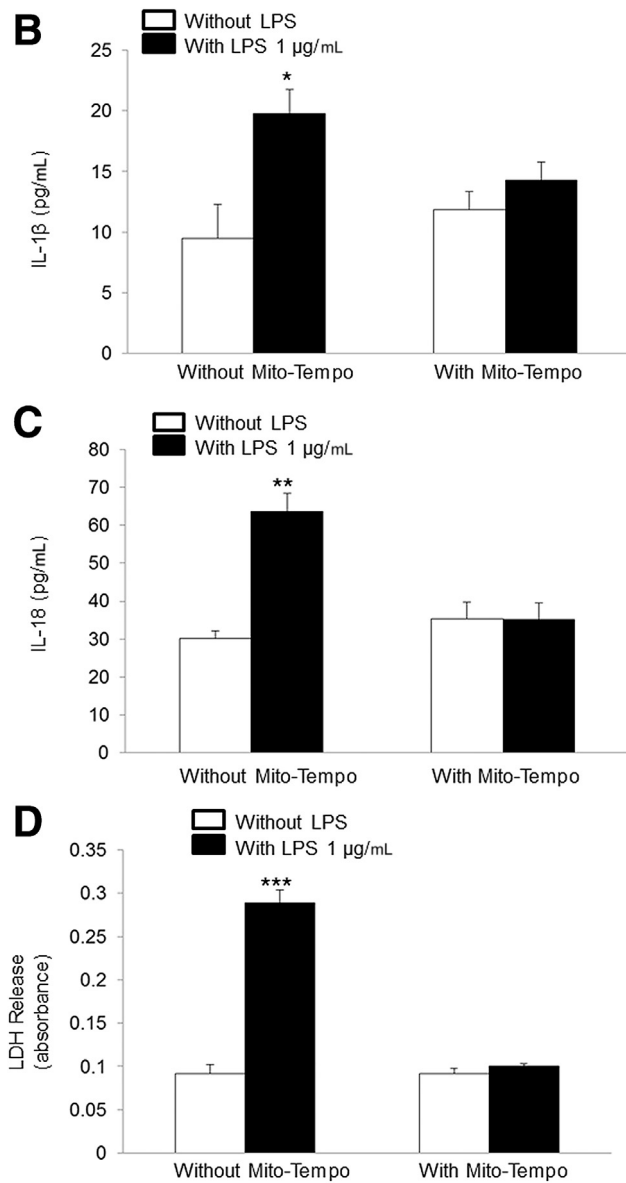 B
Without LPS
With LPS 1 µg/mL
25
20
15
10
5
0
IL-1β (pg/mL)
*
Without Mito-Tempo
With Mito-Tempo
C
Without LPS
With LPS 1 µg/mL
80
70
60
50
40
30
20
10
0
IL-18 (pg/mL)
**
Without Mito-Tempo
With Mito-Tempo
D
Without LPS
With LPS 1 µg/mL
0.35
0.3
0.25
0.2
0.15
0.1
0.05
0
LDH Release
(absorbance)
***
Without Mito-Tempo
With Mito-Tempo